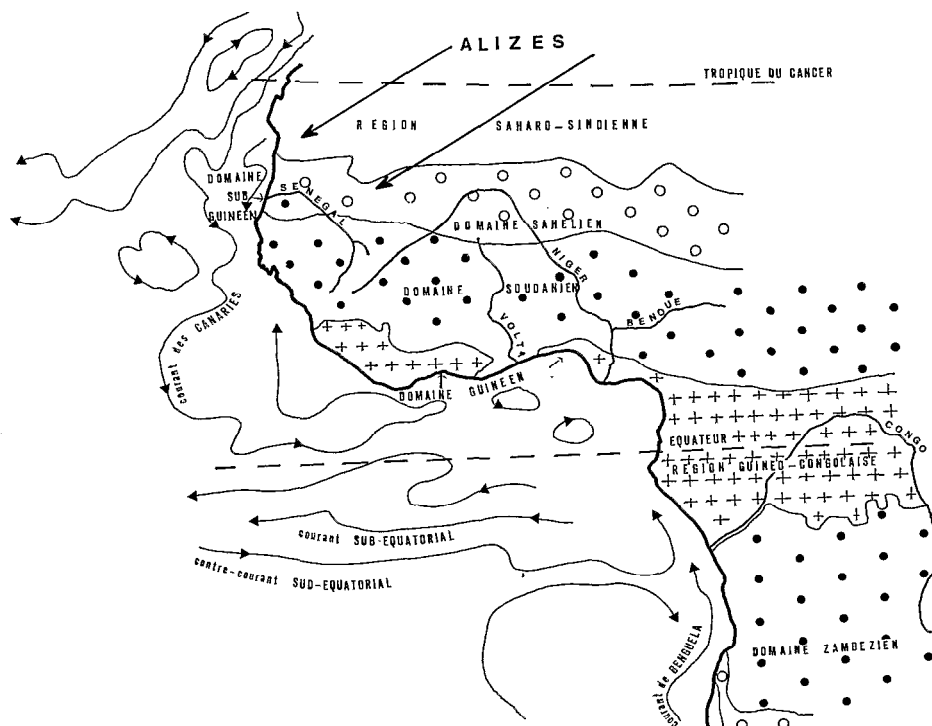 ALIZES
TROPIQUE DU CANCER
REGION SAHARO-SINDIENNE
DOMAINE
SUB
GUINEEN
SENEGAL
DOMAINE SAHELIEN
NIGER
DOMAINE SOUDANIEN
BENOUE
VOLTA
courant des CANARIES
DOMAINE GUINEEN
EQUATEUR
CONGO
REGION GUINEO-CONGOLAISE
courant SUB-EQUATORIAL
contre-courant SUD-EQUATORIAL
DOMAINE ZAMBEZIEN
courant de BENGUELA